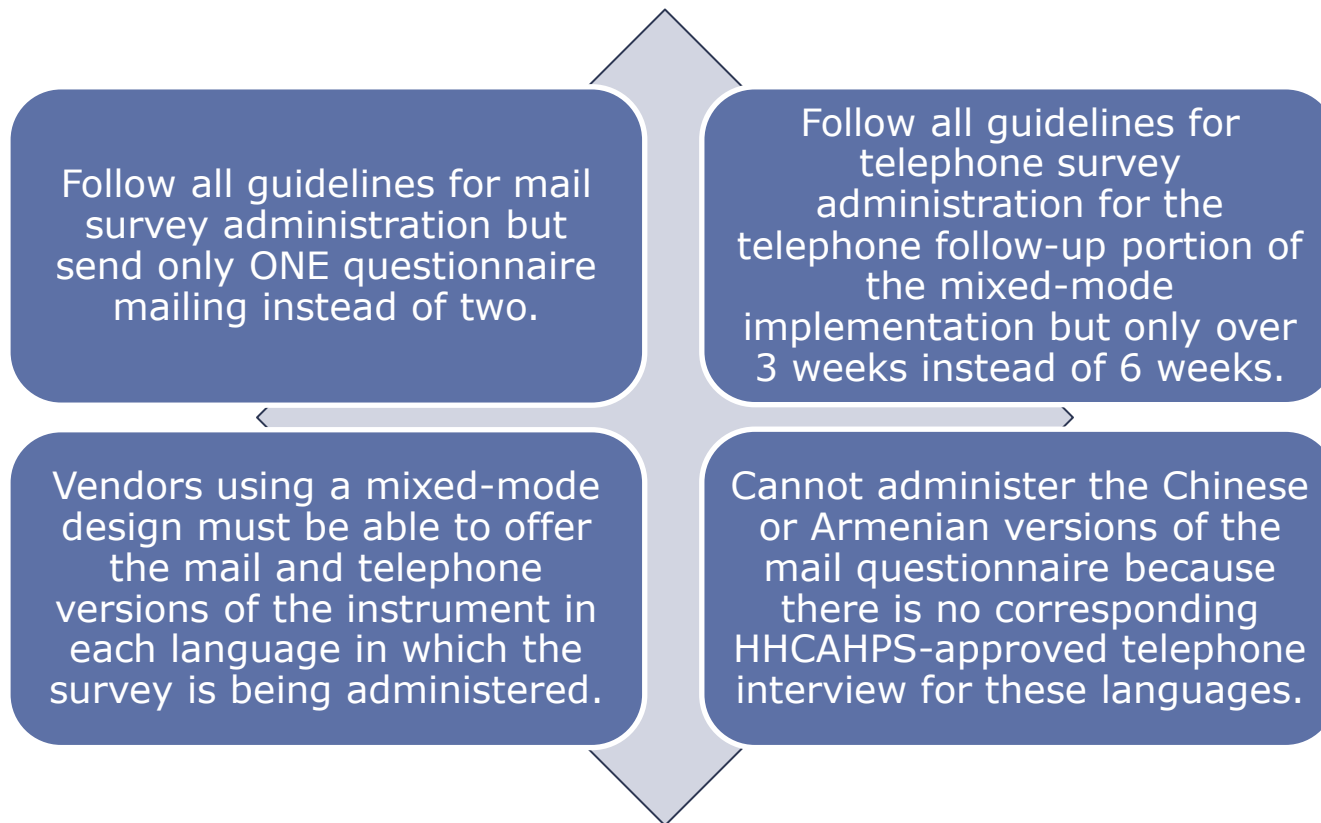 Follow all guidelines for mail
survey administration but
send only ONE questionnaire
mailing instead of two.
Follow all guidelines for
telephone survey
administration for the
telephone follow-up portion of
the mixed-mode
implementation but only over
3 weeks instead of 6 weeks.
Vendors using a mixed-mode
design must be able to offer
the mail and telephone
versions of the instrument in
each language in which the
survey is being administered.
Cannot administer the Chinese
or Armenian versions of the
mail questionnaire because
there is no corresponding
HHCAHPS-approved telephone
interview for these languages.